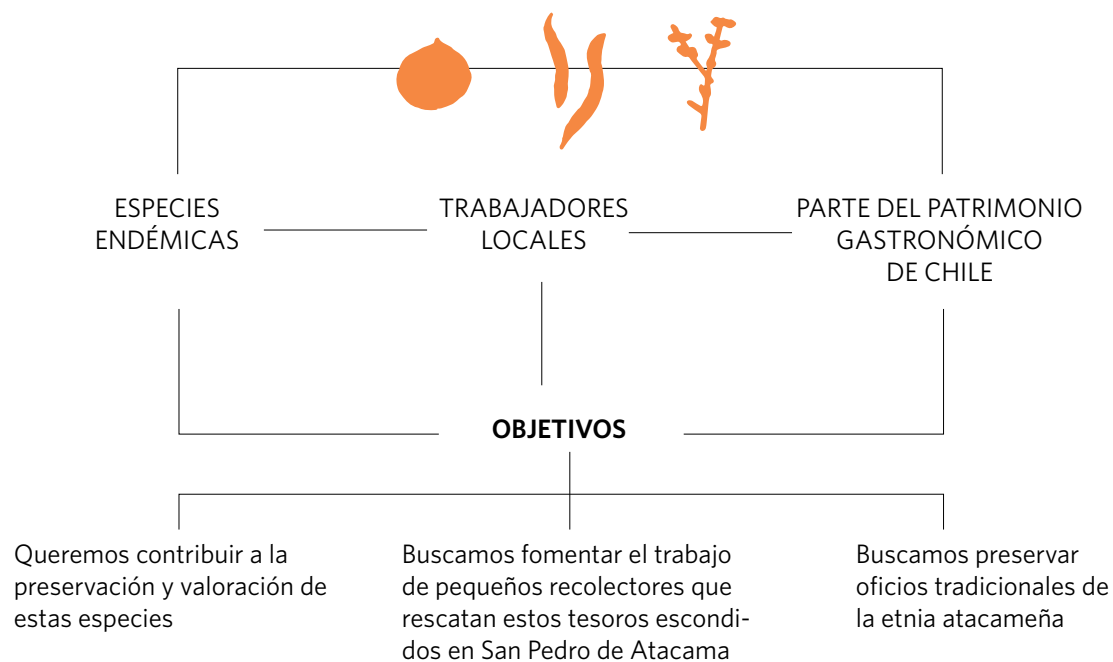 ESPECIES
ENDÉMICAS
TRABAJADORES
LOCALES
PARTE DEL PATRIMONIO
GASTRONÓMICO
DE CHILE
OBJETIVOS
Queremos contribuir a la
preservación y valoración de
estas especies
Buscamos fomentar el trabajo
de pequeños recolectores que
rescatan estos tesoros escondi-
dos en San Pedro de Atacama
Buscamos preservar
oficios tradicionales de
la etnia atacameña